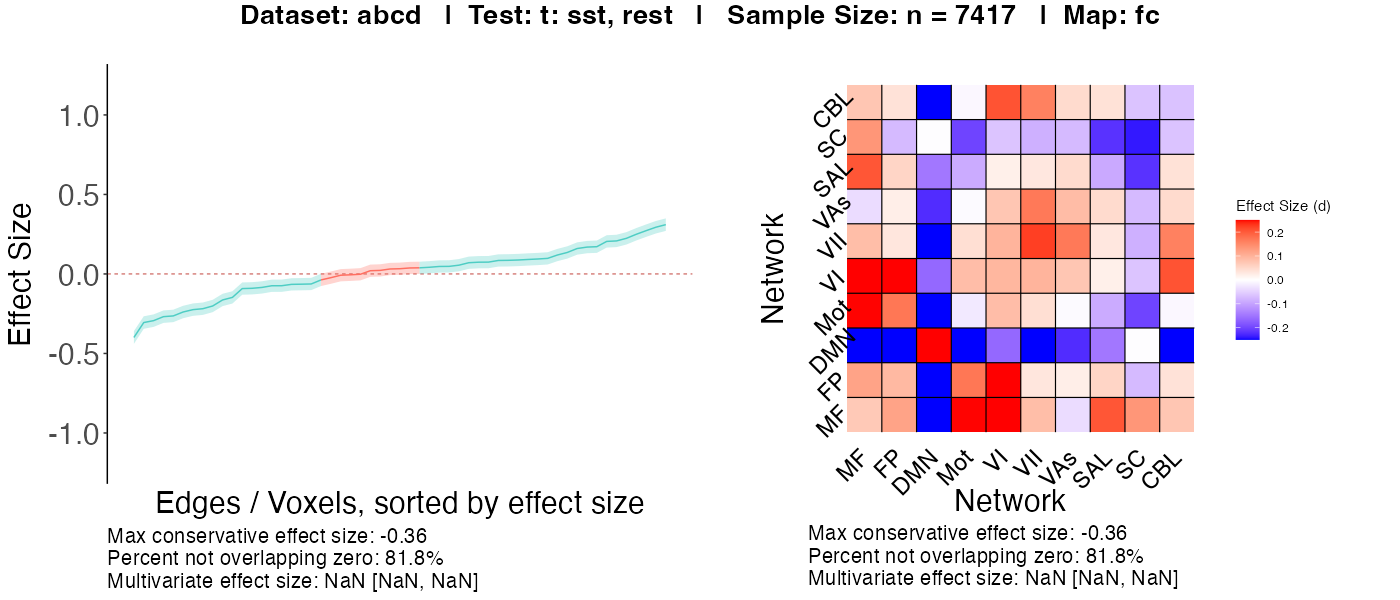 Dataset: abcd | Test: t: sst, rest | Sample Size: n = 7417 | Map: fc
Effect Size
1.0
0.5
0.0
-0.5
-1.0
Edges / Voxels, sorted by effect size
Max conservative effect size: -0.36
Percent not overlapping zero: 81.8%
Multivariate effect size: NaN [NaN, NaN]
Network
CBL
SC
SAL
VAs
VII
VI
Mot
DMN
FP
MF
MF FP DMN Mot VI VII VAs SAL SC CBL
Network
Max conservative effect size: -0.36
Percent not overlapping zero: 81.8%
Multivariate effect size: NaN [NaN, NaN]
Effect Size (d)
0.2
0.1
0.0
-0.1
-0.2